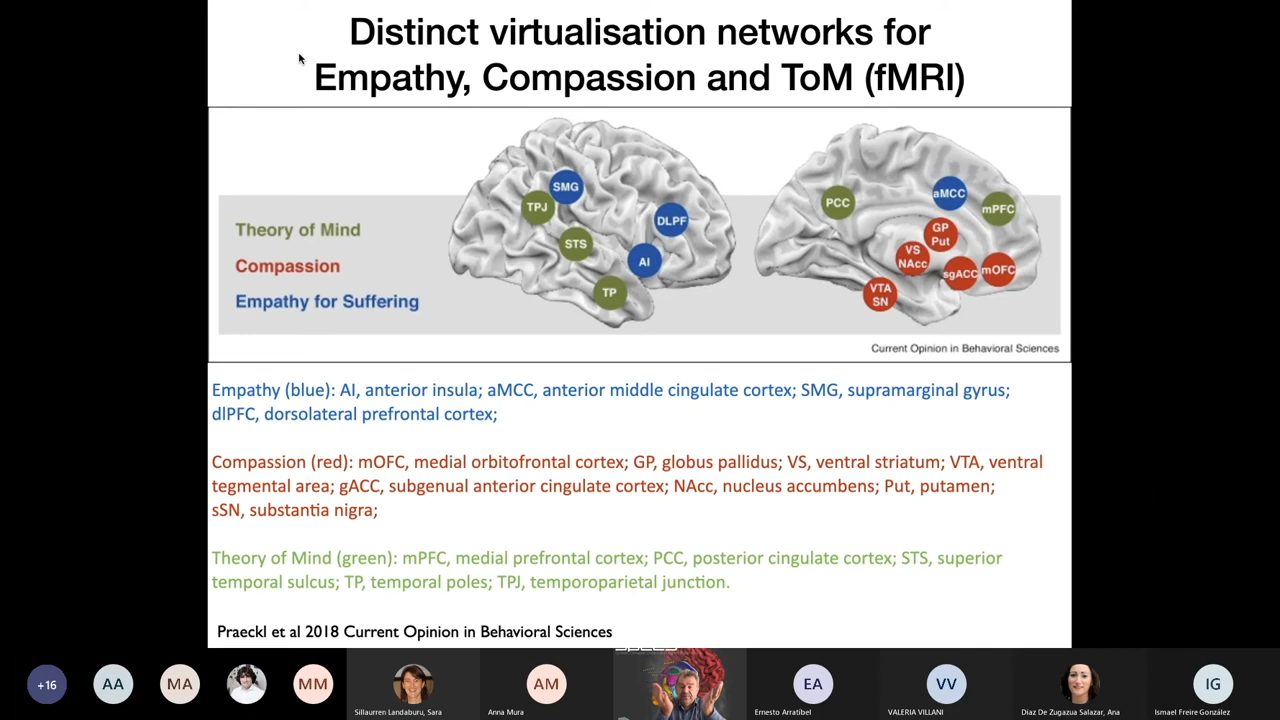 Distinct virtualisation networks for
Empathy, Compassion and ToM (fMRI)
Theory of Mind
Compassion
Empathy for Suffering
SMG
TPJ
DLPF
STS
AI
TP
PCC
aMCC
mPFC
GP
Put
VS
NAcc
sgACC
mOFC
VTA
SN
Current Opinion in Behavioral Sciences
Empathy (blue): AI, anterior insula; aMCC, anterior middle cingulate cortex; SMG, supramarginal gyrus;
dlPFC, dorsolateral prefrontal cortex;
Compassion (red): mOFC, medial orbitofrontal cortex; GP, globus pallidus; VS, ventral striatum; VTA, ventral
tegmental area; gACC, subgenual anterior cingulate cortex; NAcc, nucleus accumbens; Put, putamen;
sSN, substantia nigra;
Theory of Mind (green): mPFC, medial prefrontal cortex; PCC, posterior cingulate cortex; STS, superior
temporal sulcus; TP, temporal poles; TPJ, temporoparietal junction.
Praeckl et al 2018 Current Opinion in Behavioral Sciences
+16
AA
MA
MM
Sillaurren Landaburu, Sara
AM
Anna Mura
EA
Ernesto Arratibel
VV
VALERIA VILLANI
Díaz De Zugazua Salazar, Ana
IG
Ismael Freire González